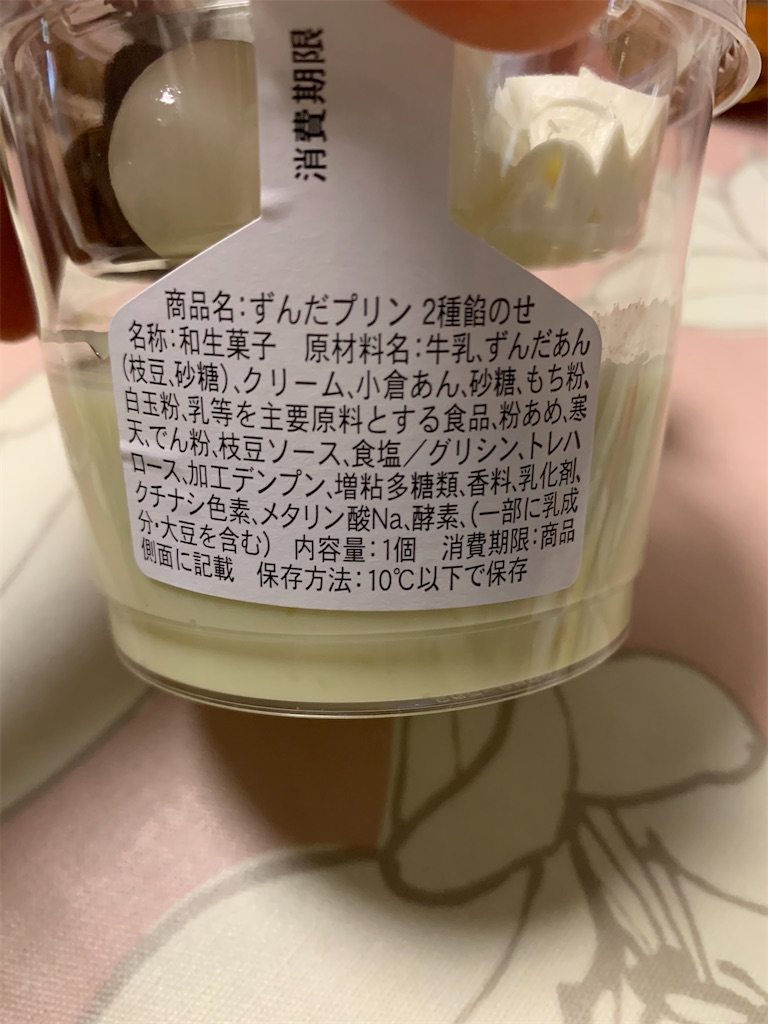 消費期限
商品名:ずんだプリン 2種餡のせ
名称:和生菓子 原材料名:牛乳、ずんだあん
(枝豆、砂糖)、クリーム、小倉あん、砂糖、もち粉、
白玉粉、乳等を主要原料とする食品、粉あめ、寒
天、でん粉、枝豆ソース、食塩/グリシン、トレハ
ロース、加工デンプン、増粘多糖類、香料、乳化剤、
クチナシ色素、メタリン酸Na、酵素、(一部に乳成
分・大豆を含む) 内容量:1個 消費期限:商品
側面に記載 保存方法:10℃以下で保存